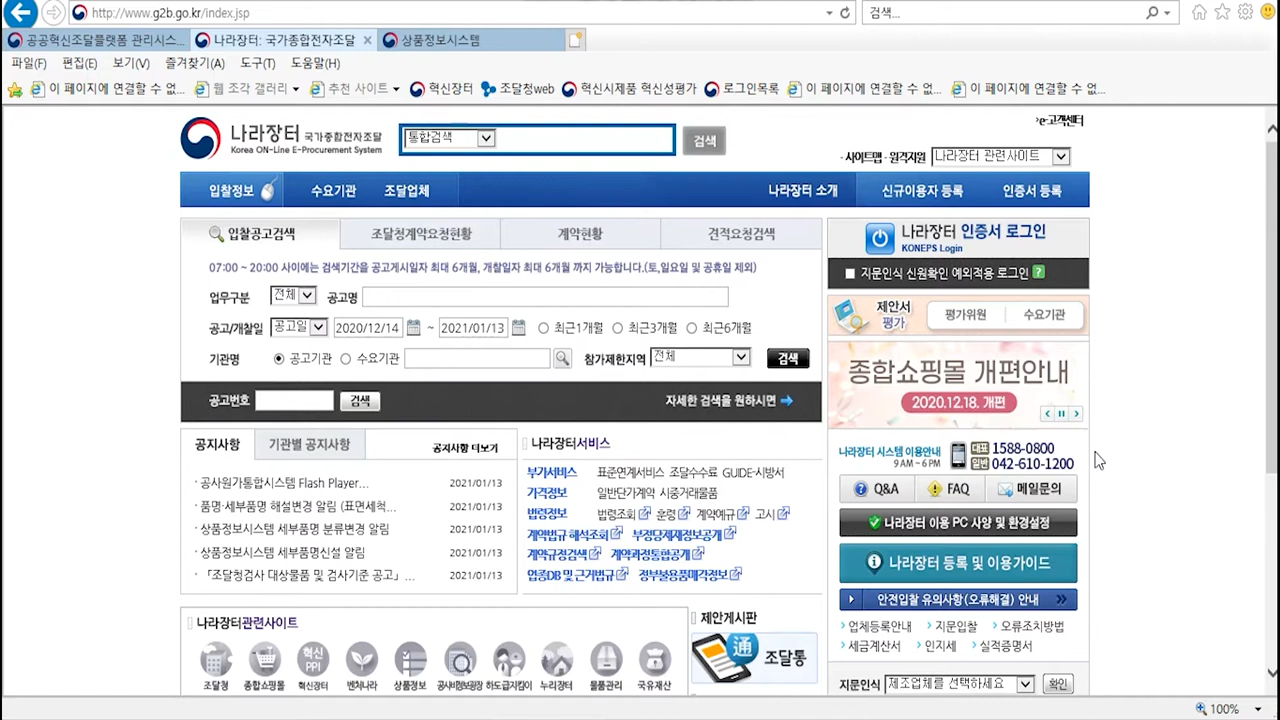 http://www.g2b.go.kr/index.jsp
검색...
공공혁신조달플랫폼 관리시스...
나라장터: 국가종합전자조달
상품정보시스템
파일(F) 편집(E) 보기(V) 즐겨찾기(A) 도구(T) 도움말(H)
이 페이지에 연결할 수 없... 웹 조각 갤러리 추천 사이트 혁신장터 조달청web 혁신시제품 혁신성평가 로그인목록 이 페이지에 연결할 수 없... 이 페이지에 연결할 수 없...
e-고객센터
나라장터 국가종합전자조달
Korea ON-Line E-Procurement System
통합검색
검색
· 사이트맵 · 원격지원 나라장터 관련사이트
입찰정보 수요기관 조달업체 나라장터 소개 신규이용자 등록 인증서 등록
입찰공고검색 조달청계약요청현황 계약현황 견적요청검색
07:00 ~ 20:00 사이에는 검색기간을 공고게시일자 최대 6개월, 개찰일자 최대 6개월 까지 가능합니다.(토,일요일 및 공휴일 제외)
업무구분 전체 공고명
공고/개찰일 공고일 2020/12/14 ~ 2021/01/13 최근1개월 최근3개월 최근6개월
기관명 공고기관 수요기관 참가제한지역 전체 검색
공고번호 검색 자세한 검색을 원하시면
나라장터 인증서 로그인
KONEPS Login
지문인식 신원확인 예외적용 로그인 ?
제안서
평가
평가위원 수요기관
종합쇼핑몰 개편안내
2020.12.18. 개편
공지사항 기관별 공지사항 공지사항 더보기
· 공사원가통합시스템 Flash Player... 2021/01/13
· 품명·세부품명 해설변경 알림 (표면세척... 2021/01/13
· 상품정보시스템 세부품명 분류변경 알림 2021/01/13
· 상품정보시스템 세부품명신설 알림 2021/01/13
· 「조달청검사 대상물품 및 검사기준 공고」... 2021/01/13
나라장터서비스
부가서비스 표준연계서비스 조달수수료 GUIDE-시방서
가격정보 일반단가계약 시중거래물품
법령정보 법령조회 훈령 계약예규 고시
계약법규 해석조회 부정당제재정보공개
계약규정검색 계약과정통합공개
업종DB 및 근거법규 정부불용품매각정보
나라장터 시스템 이용안내
9 AM ~ 6 PM
대표 1588-0800
일반 042-610-1200
Q&A FAQ 메일문의
나라장터 이용 PC 사양 및 환경설정
나라장터 등록 및 이용가이드
안전입찰 유의사항(오류해결) 안내
업체등록안내 지문입찰 오류조치방법
세금계산서 인지세 실적증명서
지문인식 제조업체를 선택하세요 확인
나라장터관련사이트
혁신
PPI
조달청 종합쇼핑몰 혁신장터 벤처나라 상품정보 공사비정보광장 하도급지킴이 누리장터 물품관리 국유재산
제안게시판
通
조달통
100%